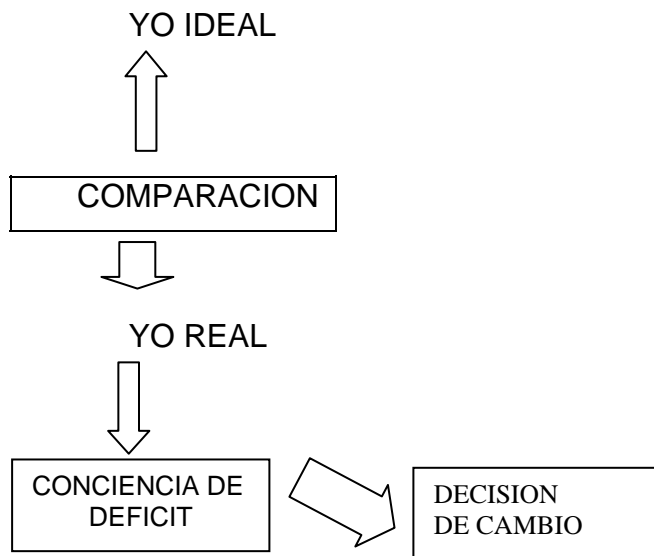 YO IDEAL
COMPARACION
YO REAL
CONCIENCIA DE
DEFICIT
DECISION
DE CAMBIO